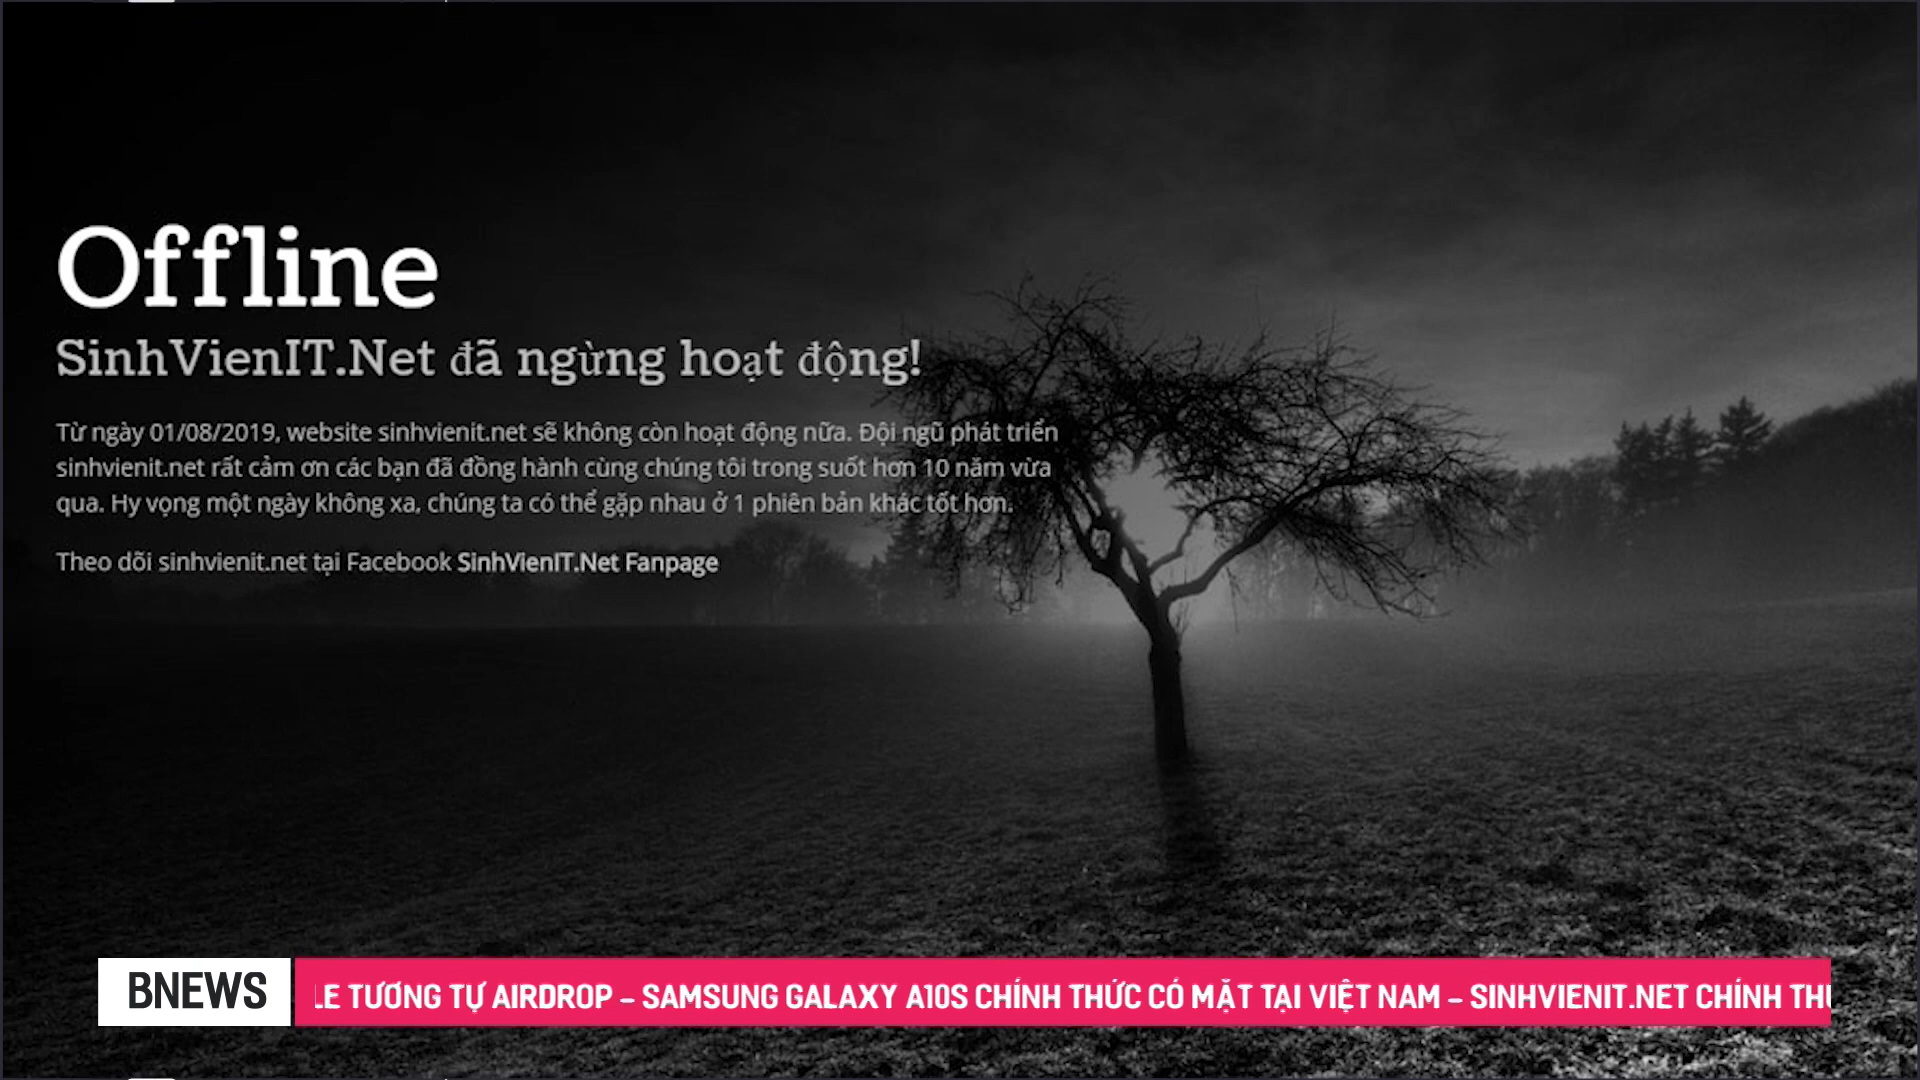 Offline
SinhVienIT.Net đã ngừng hoạt động!
Từ ngày 01/08/2019, website sinhvienit.net sẽ không còn hoạt động nữa. Đội ngũ phát triển
sinhvienit.net rất cảm ơn các bạn đã đồng hành cùng chúng tôi trong suốt hơn 10 năm vừa
qua. Hy vọng một ngày không xa, chúng ta có thể gặp nhau ở 1 phiên bản khác tốt hơn.
Theo dõi sinhvienit.net tại Facebook SinhVienIT.Net Fanpage
BNEWS
LE TƯƠNG TỰ AIRDROP – SAMSUNG GALAXY A10S CHÍNH THỨC CÓ MẶT TẠI VIỆT NAM – SINHVIENIT.NET CHÍNH